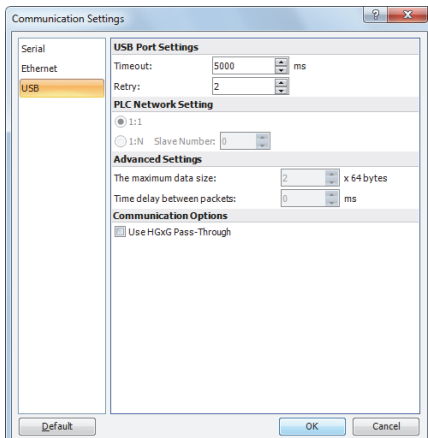 Communication Settings
Serial
Ethernet
USB
USB Port Settings
Timeout: 5000 ms
Retry: 2
PLC Network Setting
1:1
1:N Slave Number: 0
Advanced Settings
The maximum data size: 2 x 64 bytes
Time delay between packets: 0 ms
Communication Options
Use HGxG Pass-Through
Default OK Cancel